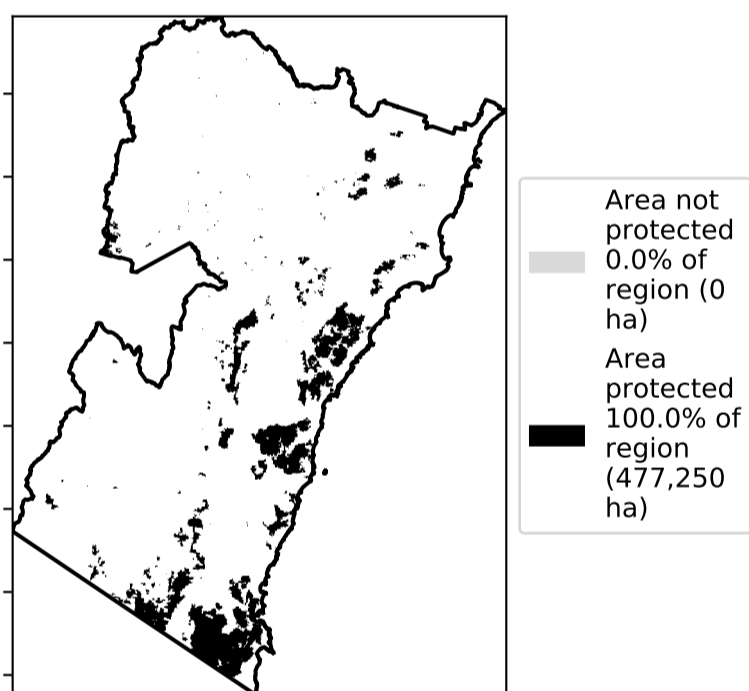 Area not
protected
0.0% of
region (0
ha)
Area
protected
100.0% of
region
(477,250
ha)